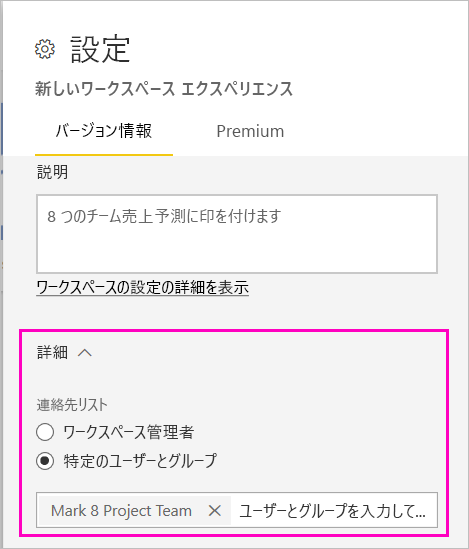 設定
新しいワークスペース エクスペリエンス
バージョン情報 Premium
説明
8 つのチーム売上予測に印を付けます
ワークスペースの設定の詳細を表示
詳細
連絡先リスト
ワークスペース管理者
特定のユーザーとグループ
Mark 8 Project Team × ユーザーとグループを入力して...